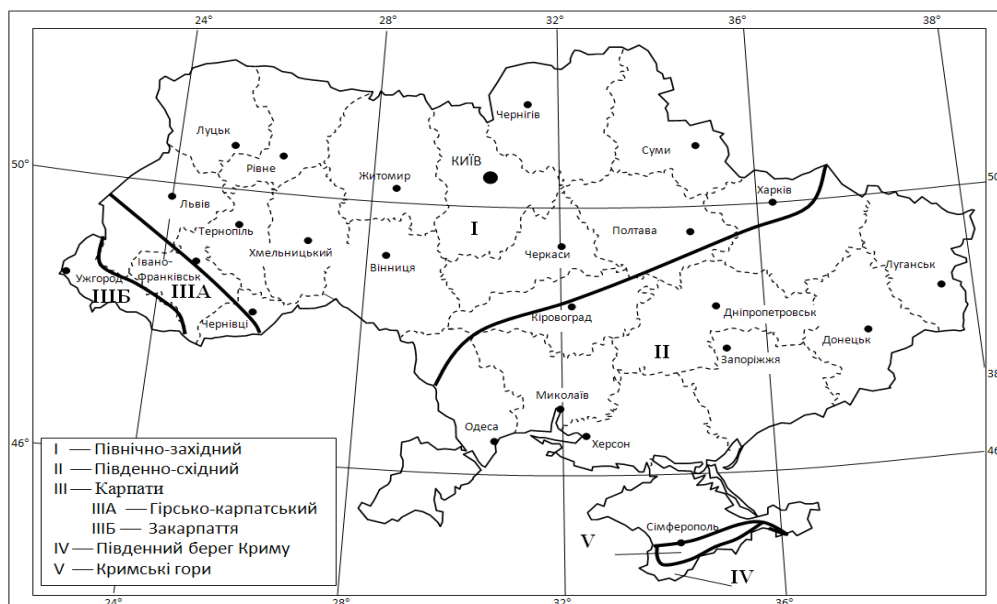 24°
28°
32°
36°
38°
50°
50
46°
38
46
Чернігів
Луцьк
Рівне
КИЇВ
Суми
Житомир
Харків
Львів
Тернопіль
I
Полтава
Хмельницький
Черкаси
Вінниця
Івано-
Франківськ
Ужгород
ІІІБ
ІІІА
Луганськ
Чернівці
Кіровоград
Дніпропетровськ
Донецьк
II
Запоріжжя
Миколаїв
Одеса
Херсон
Сімферополь
V
IV
I — Північно-західний
II — Південно-східний
III — Карпати
IIIА — Гірсько-карпатський
IIIБ — Закарпаття
IV — Південний берег Криму
V — Кримські гори
24°
28°
32°
36°